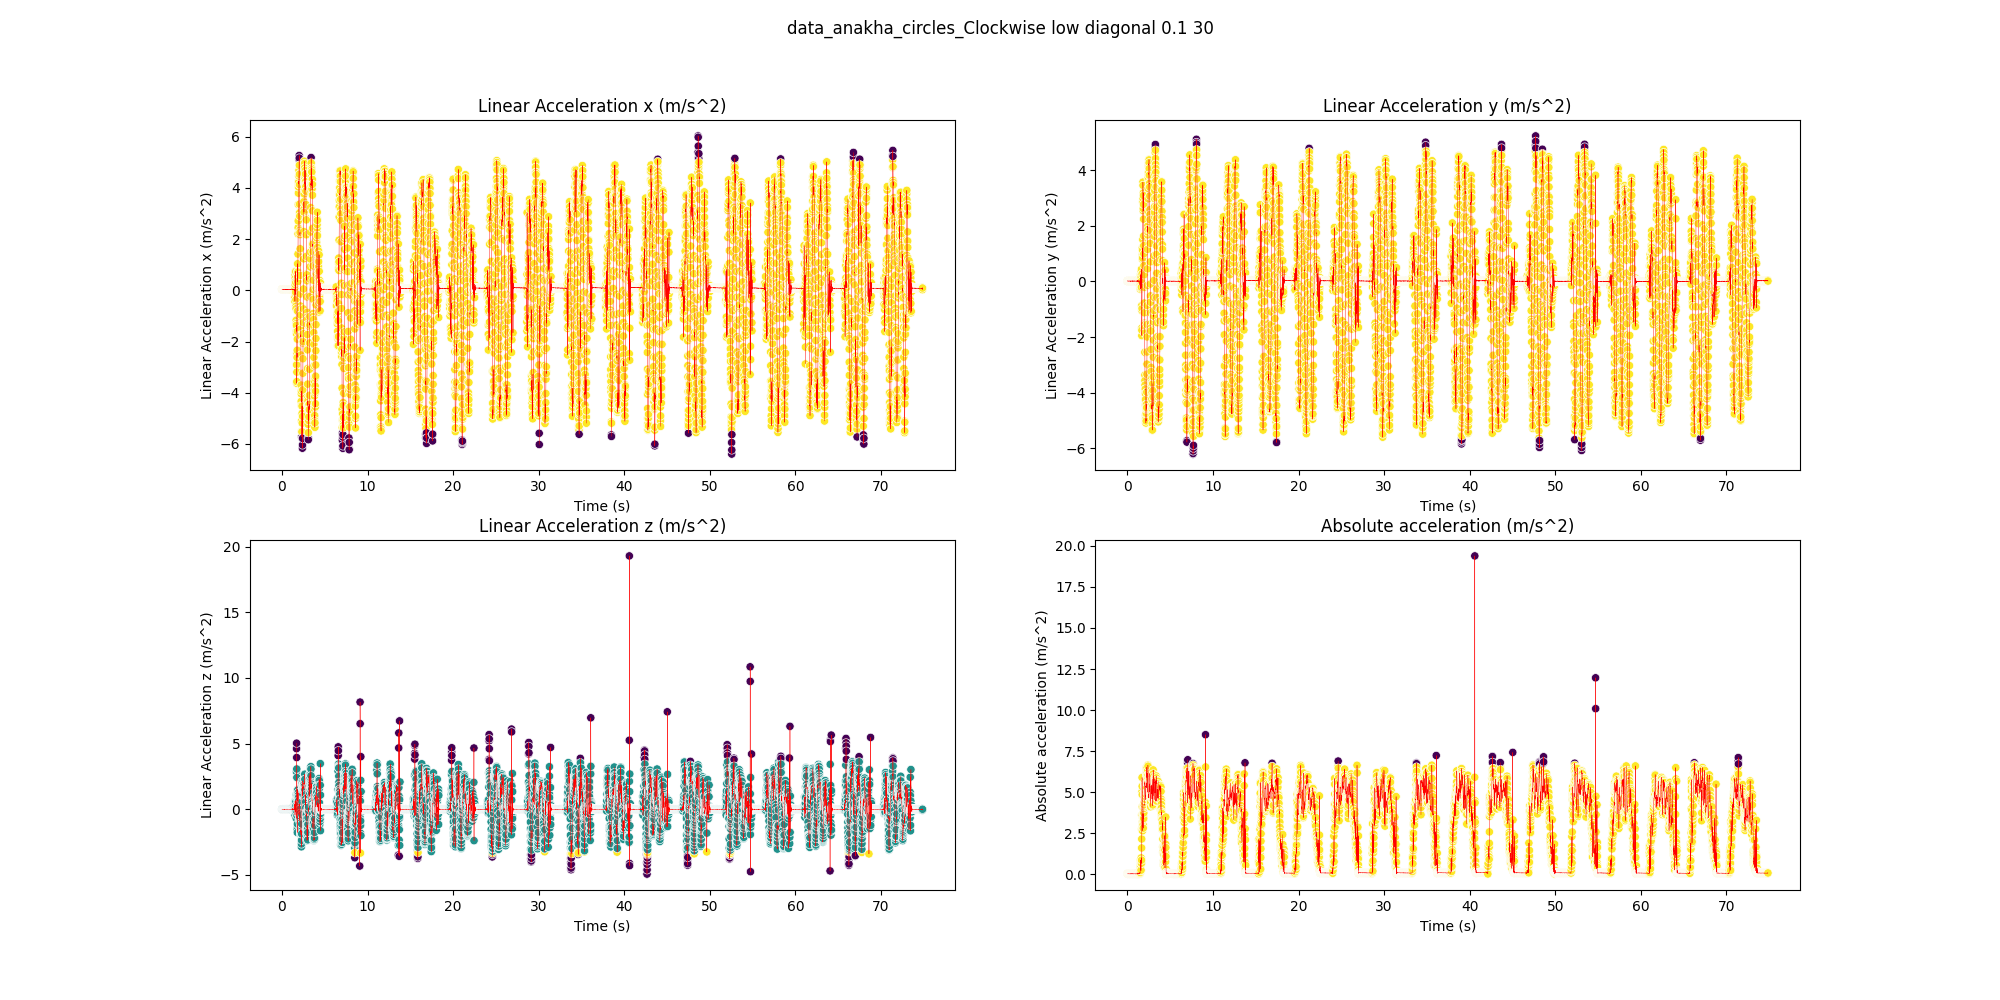 data_anakha_circles_Clockwise low diagonal 0.1 30
Linear Acceleration x (m/s^2)
Linear Acceleration x (m/s^2)
6
4
2
0
−2
−4
−6
0 10 20 30 40 50 60 70
Time (s)
Linear Acceleration y (m/s^2)
Linear Acceleration y (m/s^2)
4
2
0
−2
−4
−6
0 10 20 30 40 50 60 70
Time (s)
Linear Acceleration z (m/s^2)
Linear Acceleration z (m/s^2)
20
15
10
5
0
−5
0 10 20 30 40 50 60 70
Time (s)
Absolute acceleration (m/s^2)
Absolute acceleration (m/s^2)
20.0
17.5
15.0
12.5
10.0
7.5
5.0
2.5
0.0
0 10 20 30 40 50 60 70
Time (s)